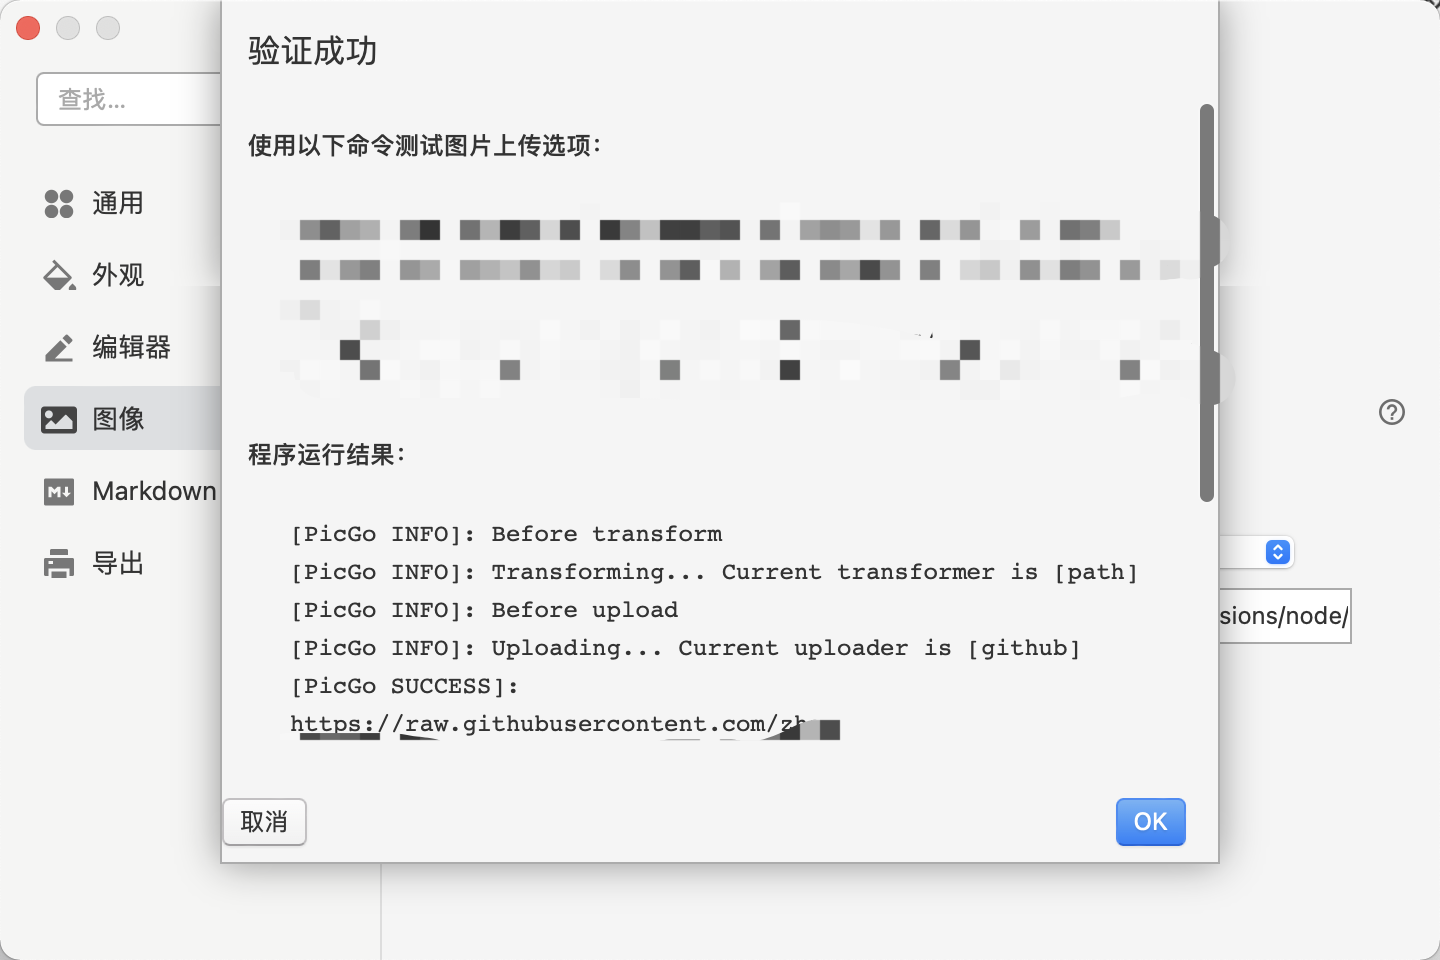 验证成功
查找...
使用以下命令测试图片上传选项：
通用
外观
编辑器
图像
Markdown
导出
程序运行结果：
[PicGo INFO]: Before transform
[PicGo INFO]: Transforming... Current transformer is [path]
[PicGo INFO]: Before upload
[PicGo INFO]: Uploading... Current uploader is [github]
[PicGo SUCCESS]:
https://raw.githubusercontent.com/zh
sions/node/
取消
OK